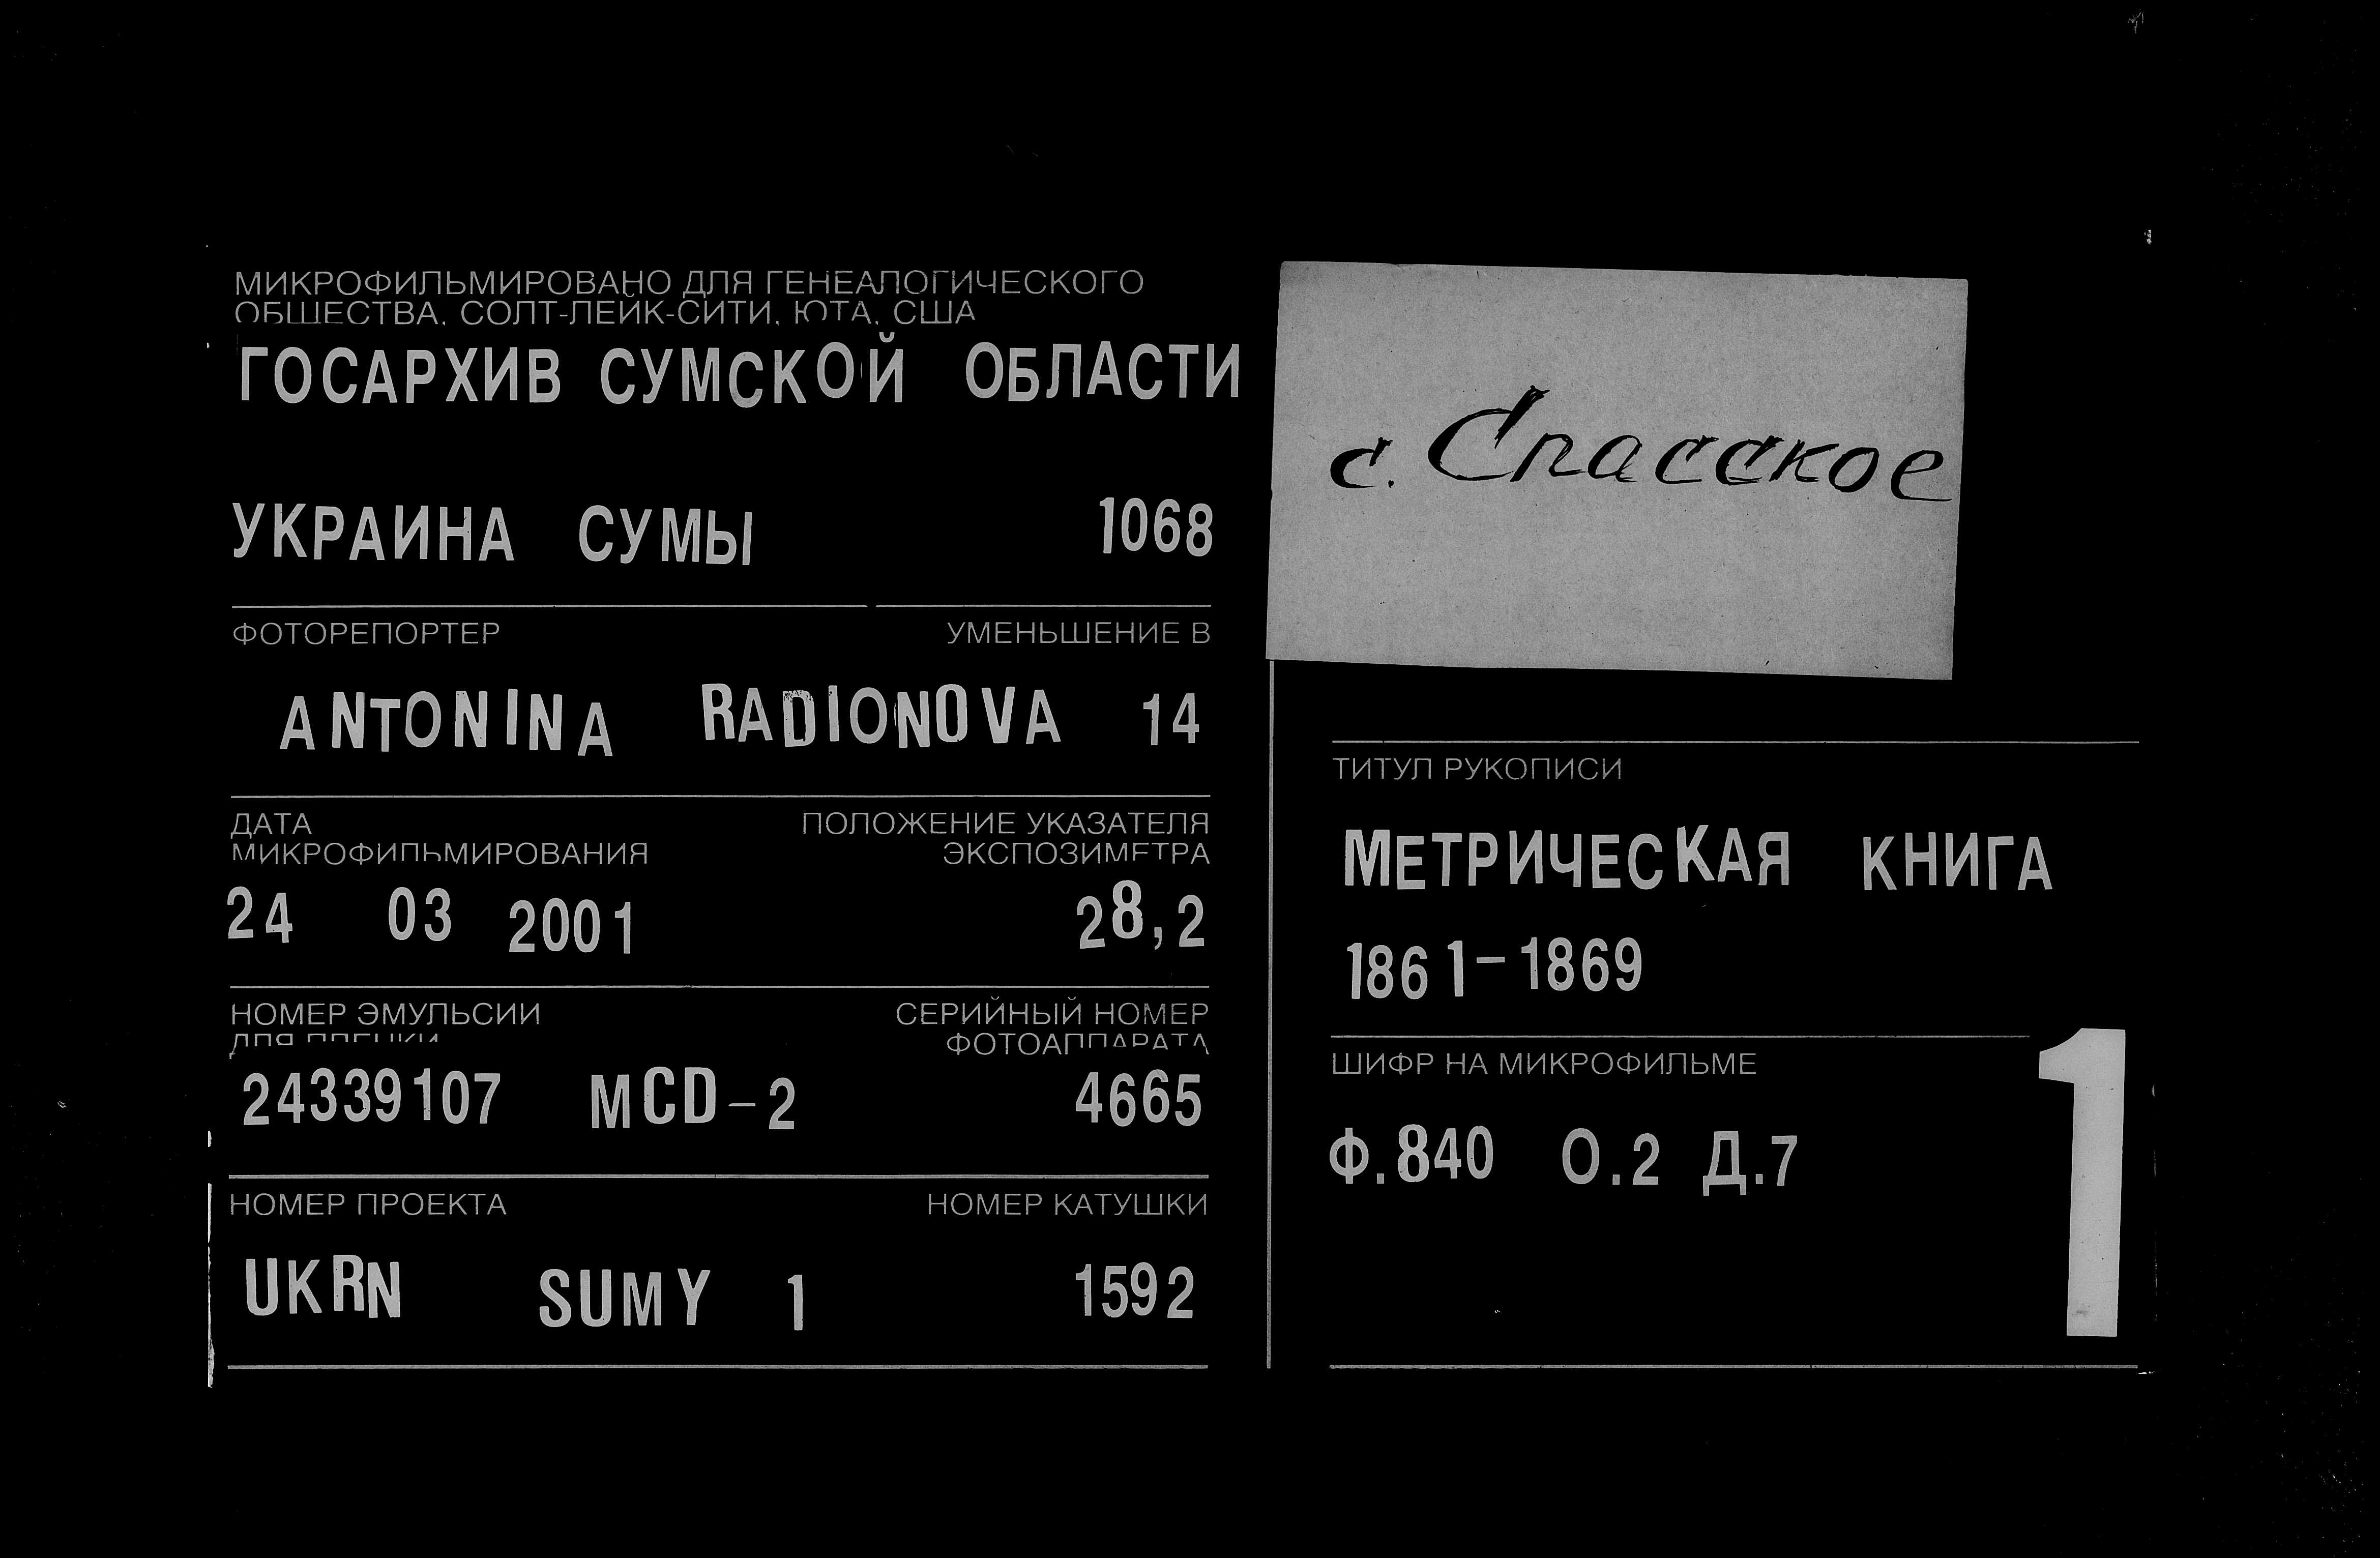 МИКРОФИЛЬМИРОВАНО ДЛЯ ГЕНЕАЛОГИЧЕСКОГО
ОБЩЕСТВА, СОЛТ-ЛЕЙК-СИТИ, ЮТА, США
ГОСАРХИВ СУМСКОЙ ОБЛАСТИ
УКРАИНА СУМЫ 1068
ФОТОРЕПОРТЕР УМЕНЬШЕНИЕ В
ANTONINA RADIONOVA 14
ДАТА ПОЛОЖЕНИЕ УКАЗАТЕЛЯ
МИКРОФИЛЬМИРОВАНИЯ ЭКСПОЗИМЕТРА
24 03 2001 28,2
НОМЕР ЭМУЛЬСИИ СЕРИЙНЫЙ НОМЕР
ДЛЯ ПЛЕНКИ ФОТОАППАРАТА
24339107 MCD-2 4665
НОМЕР ПРОЕКТА НОМЕР КАТУШКИ
UKRN SUMY 1 1592
с. Спасское
ТИТУЛ РУКОПИСИ
МЕТРИЧЕСКАЯ КНИГА
1861-1869
ШИФР НА МИКРОФИЛЬМЕ
Ф.840 О.2 Д.7
1